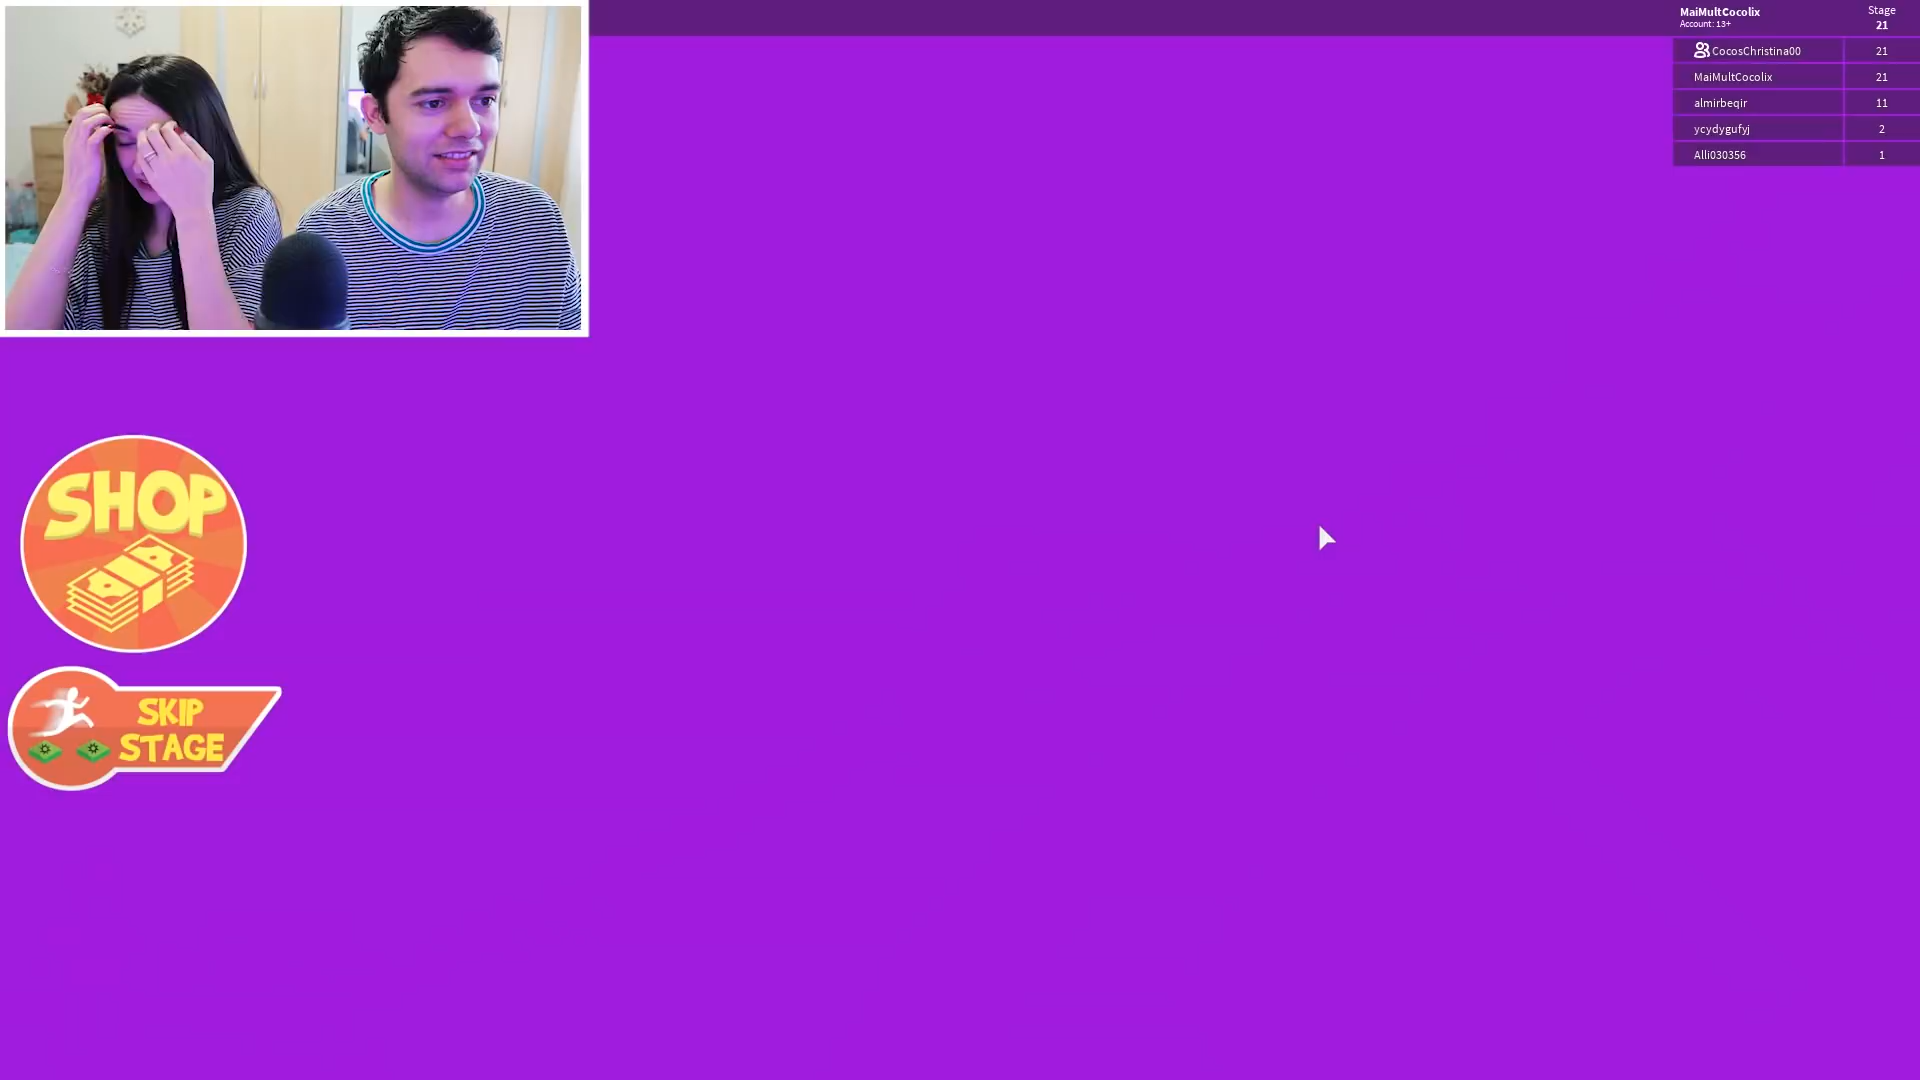 MaiMultCocolix
Account: 13+
Stage
21
CocosChristina00 21
MaiMultCocolix 21
almirbeqir 11
ycydygufyj 2
Alli030356 1
SHOP
SKIP
STAGE